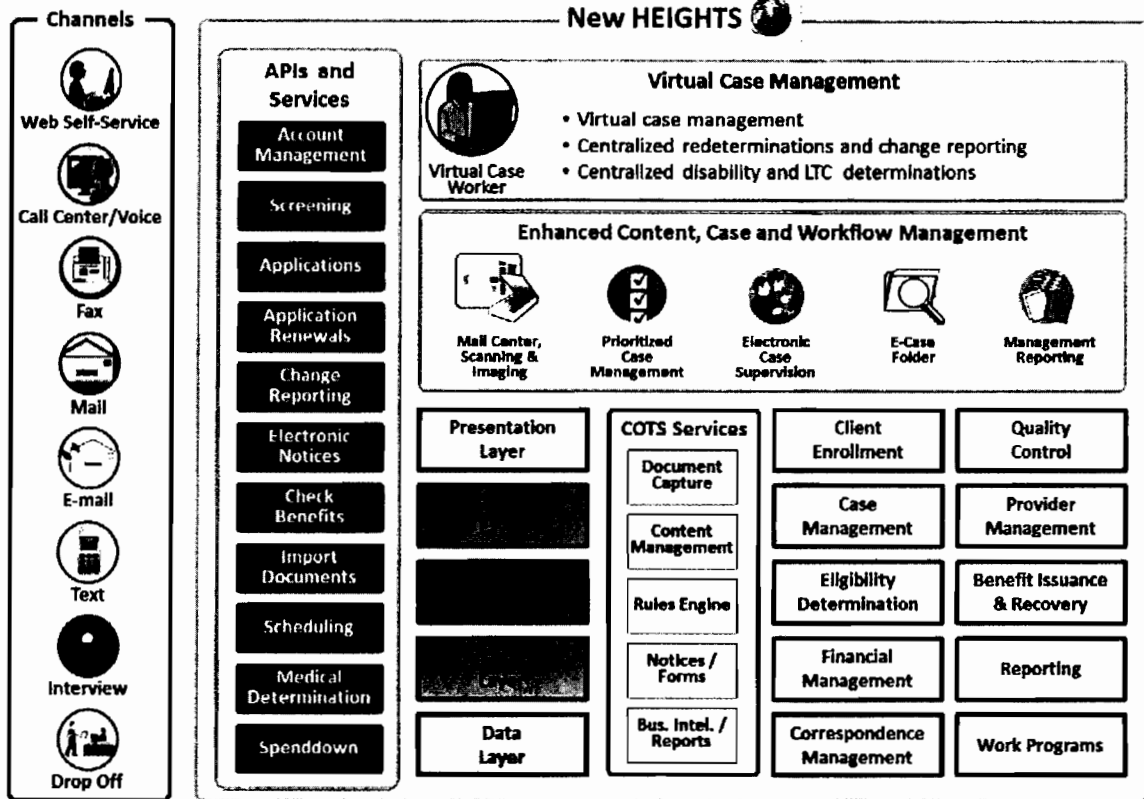 Channels
Web Self-Service
Call Center/Voice
Fax
Mail
E-mail
Text
Interview
Drop Off
New HEIGHTS
APIs and
Services
Account
Management
Screening
Applications
Application
Renewals
Change
Reporting
Electronic
Notices
Check
Benefits
Import
Documents
Scheduling
Medical
Determination
Spenddown
Virtual Case
Worker
Virtual Case Management
• Virtual case management
• Centralized redeterminations and change reporting
• Centralized disability and LTC determinations
Enhanced Content, Case and Workflow Management
Mail Center,
Scanning &
Imaging
Prioritized
Case
Management
Electronic
Case
Supervision
E-Case
Folder
Management
Reporting
Presentation
Layer
Data
Layer
COTS Services
Document
Capture
Content
Management
Rules Engine
Notices /
Forms
Bus. Intel. /
Reports
Client
Enrollment
Case
Management
Eligibility
Determination
Financial
Management
Correspondence
Management
Quality
Control
Provider
Management
Benefit Issuance
& Recovery
Reporting
Work Programs